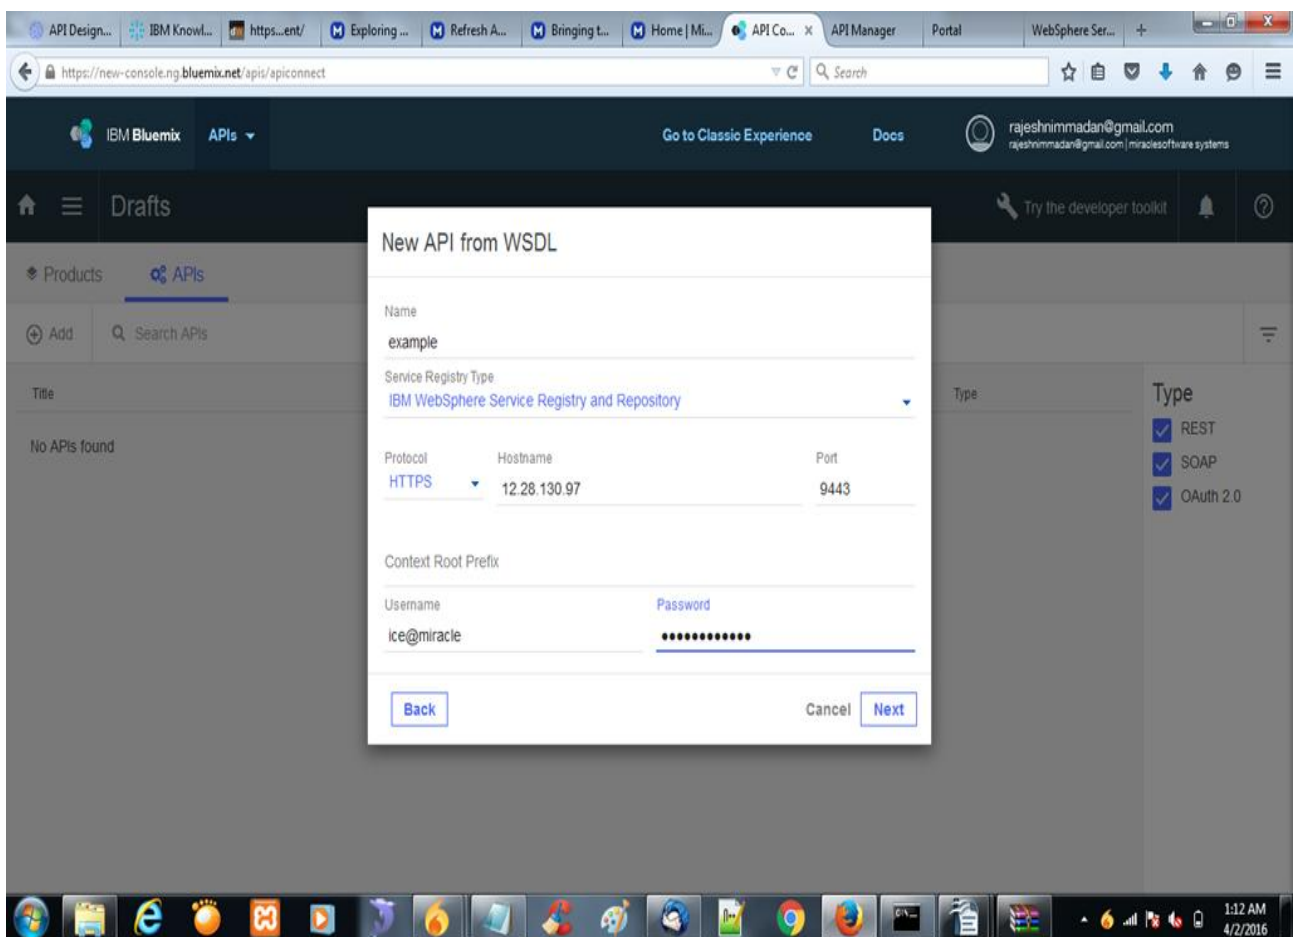 API Design... IBM Knowl... https...ent/ Exploring ... Refresh A... Bringing t... Home | Mi... API Co... X API Manager Portal WebSphere Ser... +
https://new-console.ng.bluemix.net/apis/apiconnect Search
IBM Bluemix APIs Go to Classic Experience Docs rajeshnimmadan@gmail.com
rajeshnimmadan@gmail.com | miraclesoftware systems
Drafts Try the developer toolkit
New API from WSDL
Products APIs
Name
Add Search APIs
example
Service Registry Type
Title IBM WebSphere Service Registry and Repository Type Type
No APIs found REST
Protocol Hostname Port SOAP
HTTPS 12.28.130.97 9443
OAuth 2.0
Context Root Prefix
Username Password
ice@miracle ••••••••••••
Back Cancel Next
1:12 AM
4/2/2016